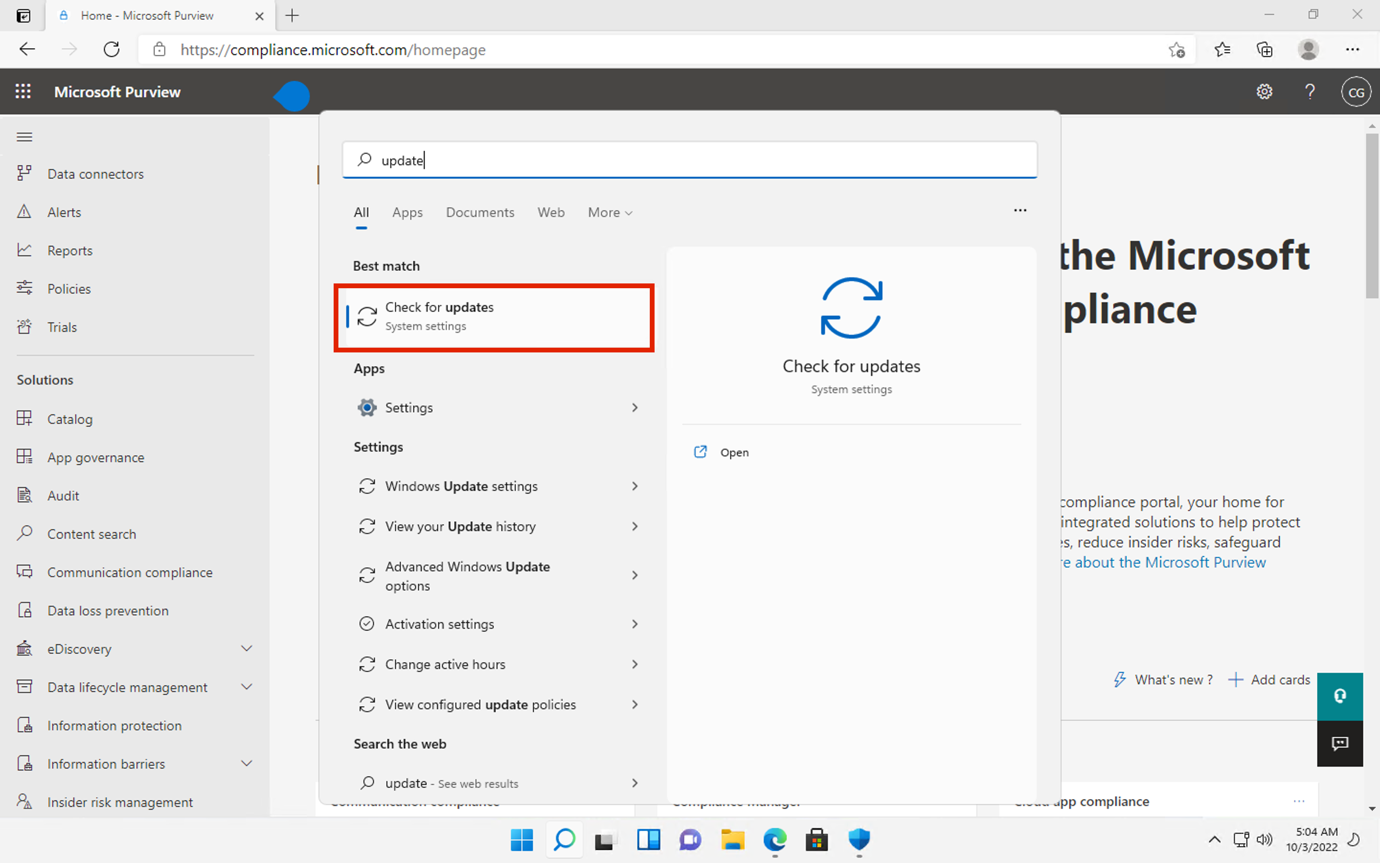 Home - Microsoft Purview
https://compliance.microsoft.com/homepage
Microsoft Purview
CG
Data connectors
Alerts
Reports
Policies
Trials
Solutions
Catalog
App governance
Audit
Content search
Communication compliance
Data loss prevention
eDiscovery
Data lifecycle management
Information protection
Information barriers
Insider risk management
update
All Apps Documents Web More
Best match
Check for updates
System settings
Apps
Settings
Settings
Windows Update settings
View your Update history
Advanced Windows Update
options
Activation settings
Change active hours
View configured update policies
Search the web
update - See web results
Check for updates
System settings
Open
the Microsoft
pliance
compliance portal, your home for
integrated solutions to help protect
s, reduce insider risks, safeguard
e about the Microsoft Purview
What's new ? Add cards
Communication compliance
Compliance manager
Cloud app compliance
5:04 AM
10/3/2022